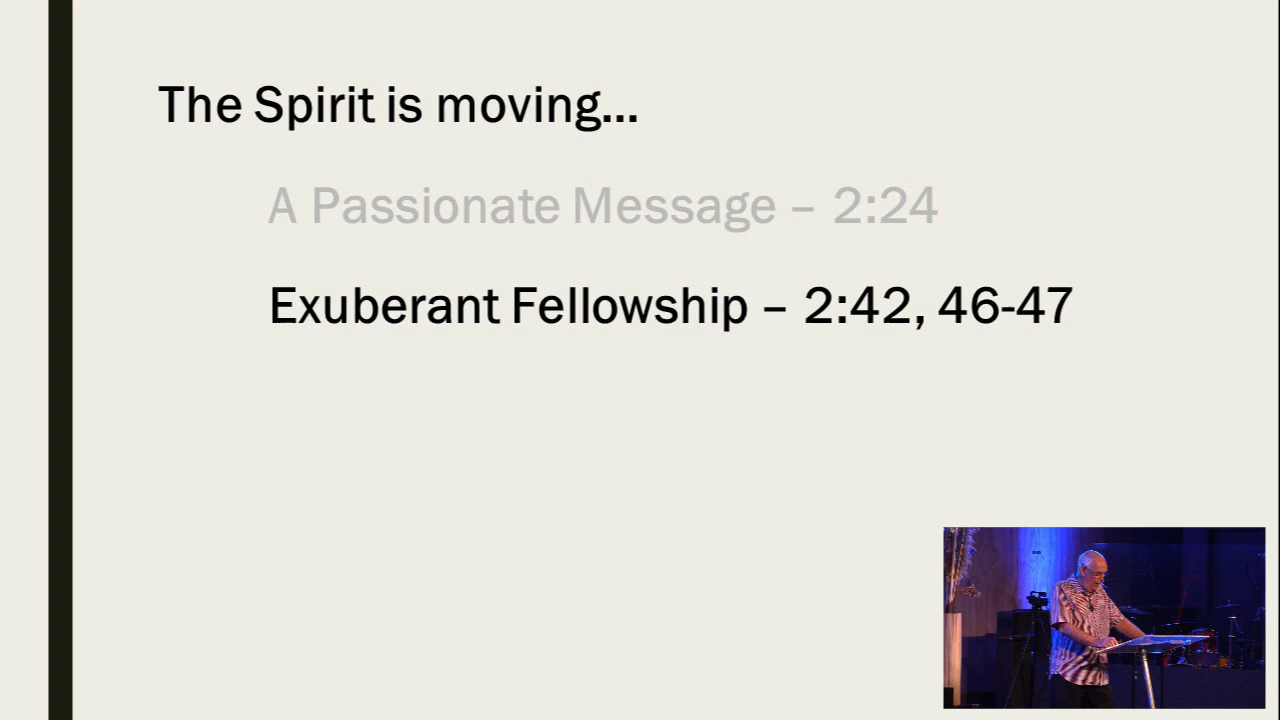 The Spirit is moving...
A Passionate Message – 2:24
Exuberant Fellowship – 2:42, 46-47